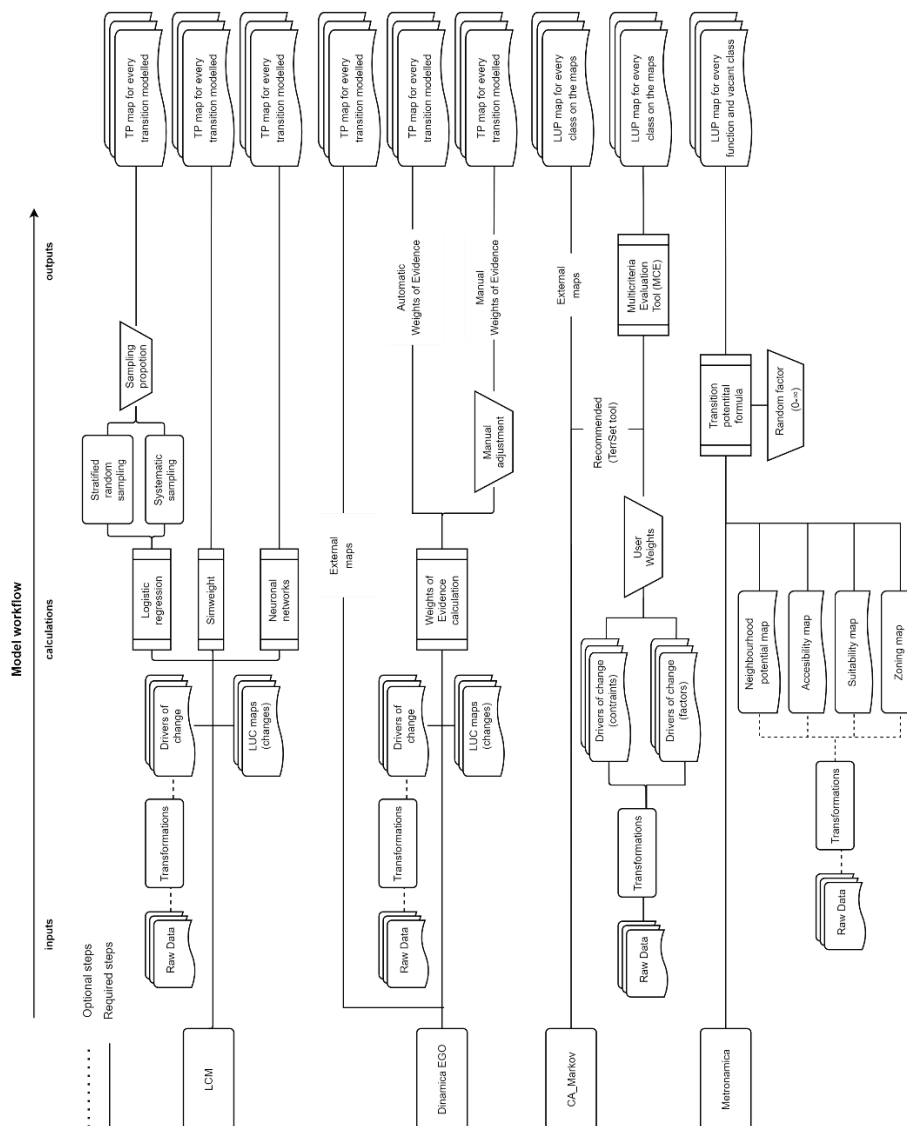 Model workflow
inputs
calculations
outputs
Optional steps
Required steps
LCM
Raw Data
Transformations
Drivers of
change
LUC maps
(changes)
Logistic
regression
Simweight
Neuronal
networks
Stratified
random
sampling
Systematic
sampling
Sampling
propotion
TP map for every
transition modelled
TP map for every
transition modelled
TP map for every
transition modelled
Dinamica EGO
External
maps
Raw Data
Transformations
Drivers of
change
LUC maps
(changes)
Weights of
Evidence
calculation
Manual
adjustment
Automatic
Weights of Evidence
Manual
Weights of Evidence
TP map for every
transition modelled
TP map for every
transition modelled
TP map for every
transition modelled
CA_Markov
External
maps
Raw Data
Transformations
Drivers of change
(contraints)
Drivers of change
(factors)
User
Weights
Recommended
(TerrSet tool)
Multicriteria
Evaluation
Tool (MCE)
LUP map for every
class on the maps
LUP map for every
class on the maps
Metronamica
Raw Data
Transformations
Neighbourhood
potential map
Accesibility map
Suitability map
Zoning map
Transition
potentital
formula
Random factor
(0-∞)
LUP map for every
function and vacant class